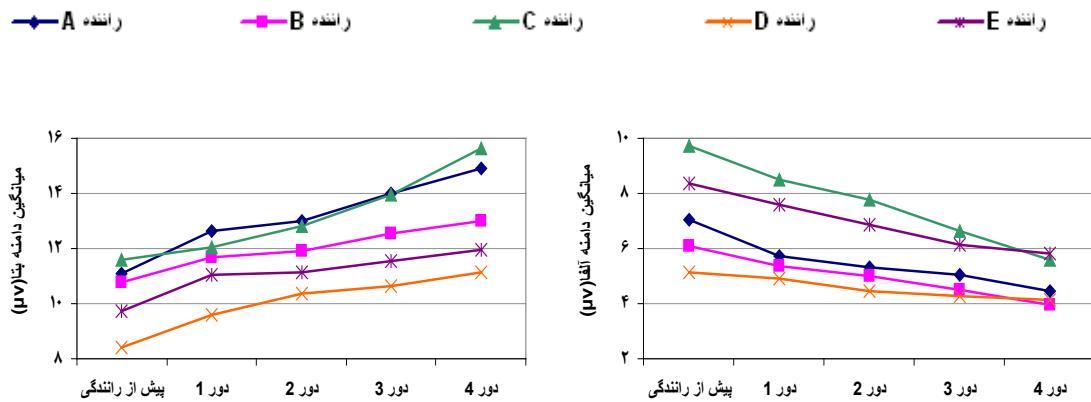 راننده A
راننده B
راننده C
راننده D
راننده E
میانگین دامنه بتا(µv)
16
14
12
10
8
پیش از رانندگی
دور 1
دور 2
دور 3
دور 4
میانگین دامنه آلفا(µv)
10
8
6
4
2
پیش از رانندگی
دور 1
دور 2
دور 3
دور 4